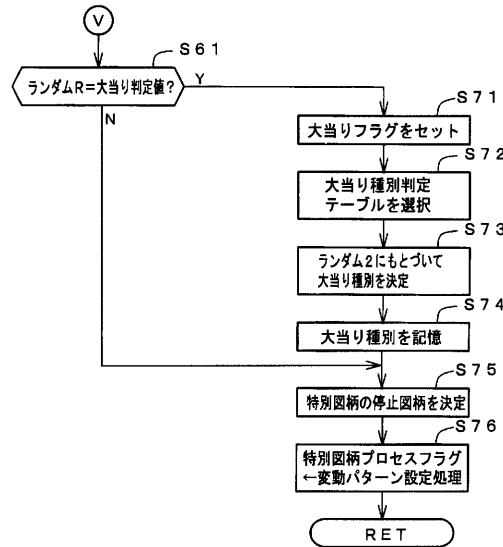 V
S61
ランダムR＝大当り判定値？
Y
N
S71
大当りフラグをセット
S72
大当り種別判定
テーブルを選択
S73
ランダム2にもとづいて
大当り種別を決定
S74
大当り種別を記憶
S75
特別図柄の停止図柄を決定
S76
特別図柄プロセスフラグ
←変動パターン設定処理
RET